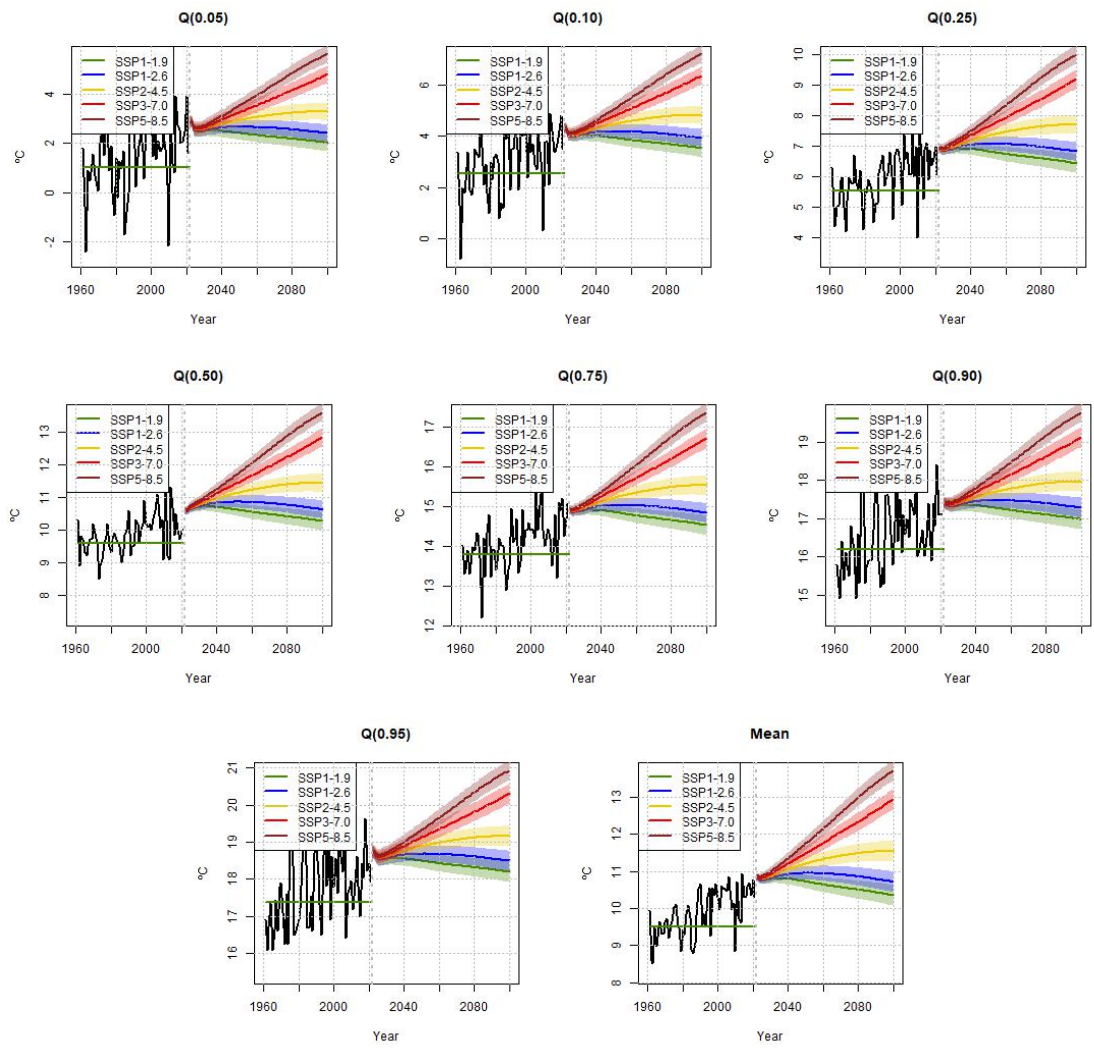 Q(0.05)
SSP1-1.9
SSP1-2.6
SSP2-4.5
SSP3-7.0
SSP5-8.5
4
2
0
-2
ºC
1960 2000 2040 2080
Year
Q(0.10)
SSP1-1.9
SSP1-2.6
SSP2-4.5
SSP3-7.0
SSP5-8.5
6
4
2
0
ºC
1960 2000 2040 2080
Year
Q(0.25)
SSP1-1.9
SSP1-2.6
SSP2-4.5
SSP3-7.0
SSP5-8.5
10
9
8
7
6
5
4
ºC
1960 2000 2040 2080
Year
Q(0.50)
SSP1-1.9
SSP1-2.6
SSP2-4.5
SSP3-7.0
SSP5-8.5
13
12
11
10
9
8
ºC
1960 2000 2040 2080
Year
Q(0.75)
SSP1-1.9
SSP1-2.6
SSP2-4.5
SSP3-7.0
SSP5-8.5
17
16
15
14
13
12
ºC
1960 2000 2040 2080
Year
Q(0.90)
SSP1-1.9
SSP1-2.6
SSP2-4.5
SSP3-7.0
SSP5-8.5
19
17
16
15
ºC
1960 2000 2040 2080
Year
Q(0.95)
SSP1-1.9
SSP1-2.6
SSP2-4.5
SSP3-7.0
SSP5-8.5
21
20
19
18
17
16
ºC
1960 2000 2040 2080
Year
Mean
SSP1-1.9
SSP1-2.6
SSP2-4.5
SSP3-7.0
SSP5-8.5
13
12
11
10
9
8
ºC
1960 2000 2040 2080
Year